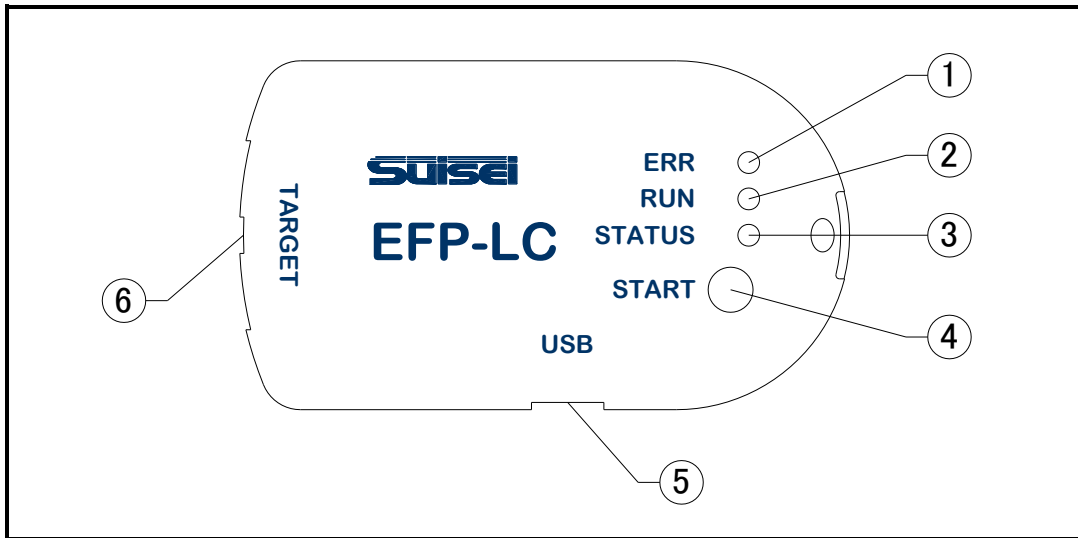 1
Suisei
ERR
2
RUN
TARGET
EFP-LC
STATUS
3
START
6
4
USB
5